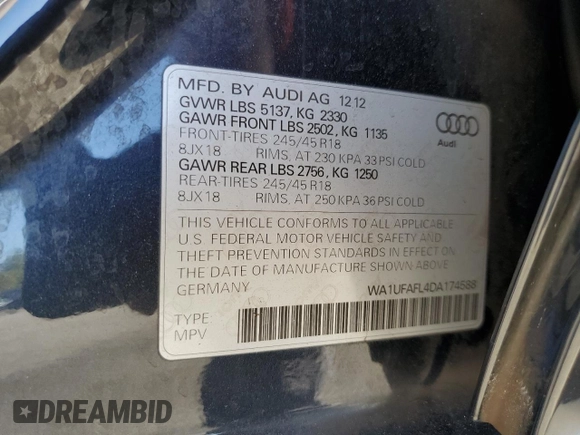 MFD. BY AUDI AG 12 12
GVWR LBS 5137, KG 2330
GAWR FRONT LBS 2502, KG 1135
FRONT-TIRES 245/45 R18
8JX18 RIMS, AT 230 KPA 33 PSI COLD
GAWR REAR LBS 2756, KG 1250
REAR-TIRES 245/45 R18
8JX18 RIMS, AT 250 KPA 36 PSI COLD
Audi
THIS VEHICLE CONFORMS TO ALL APPLICABLE
U.S. FEDERAL MOTOR VEHICLE SAFETY AND
THEFT PREVENTION STANDARDS IN EFFECT ON
THE DATE OF MANUFACTURE SHOWN ABOVE
GERMANY
WA1UFAFL4DA174588
TYPE
MPV
DREAMBID